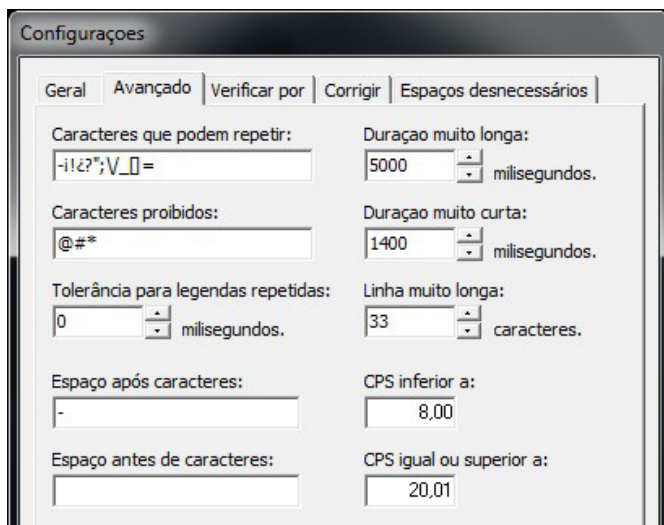 Configuraçoes
Geral Avançado Verificar por Corrigir Espaços desnecessários
Caracteres que podem repetir:
-i!¿?";\/_[]=
Caracteres proibidos:
@#*
Tolerância para legendas repetidas:
0 milisegundos.
Espaço após caracteres:
-
Espaço antes de caracteres:
Duraçao muito longa:
5000 milisegundos.
Duraçao muito curta:
1400 milisegundos.
Linha muito longa:
33 caracteres.
CPS inferior a:
8,00
CPS igual ou superior a:
20,01